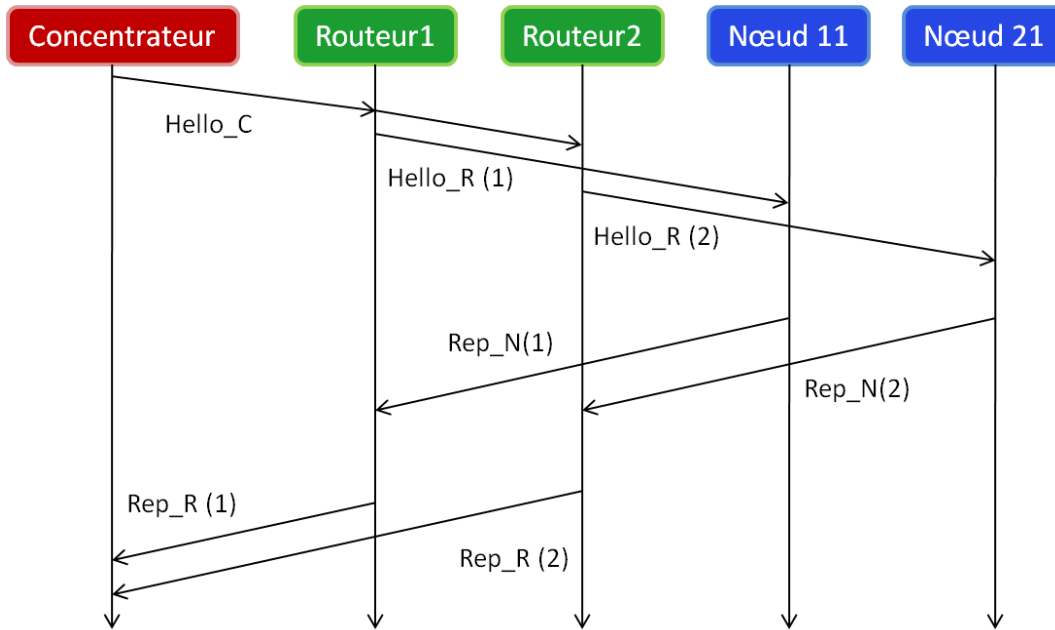 Concentrateur
Routeur1
Routeur2
Nœud 11
Nœud 21
Hello_C
Hello_R (1)
Hello_R (2)
Rep_N(1)
Rep_N(2)
Rep_R (1)
Rep_R (2)